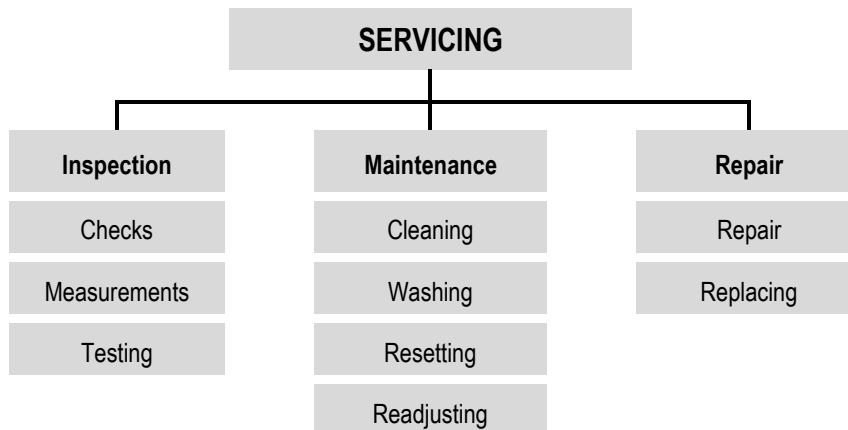 SERVICING
Inspection
Checks
Measurements
Testing
Maintenance
Cleaning
Washing
Resetting
Readjusting
Repair
Repair
Replacing